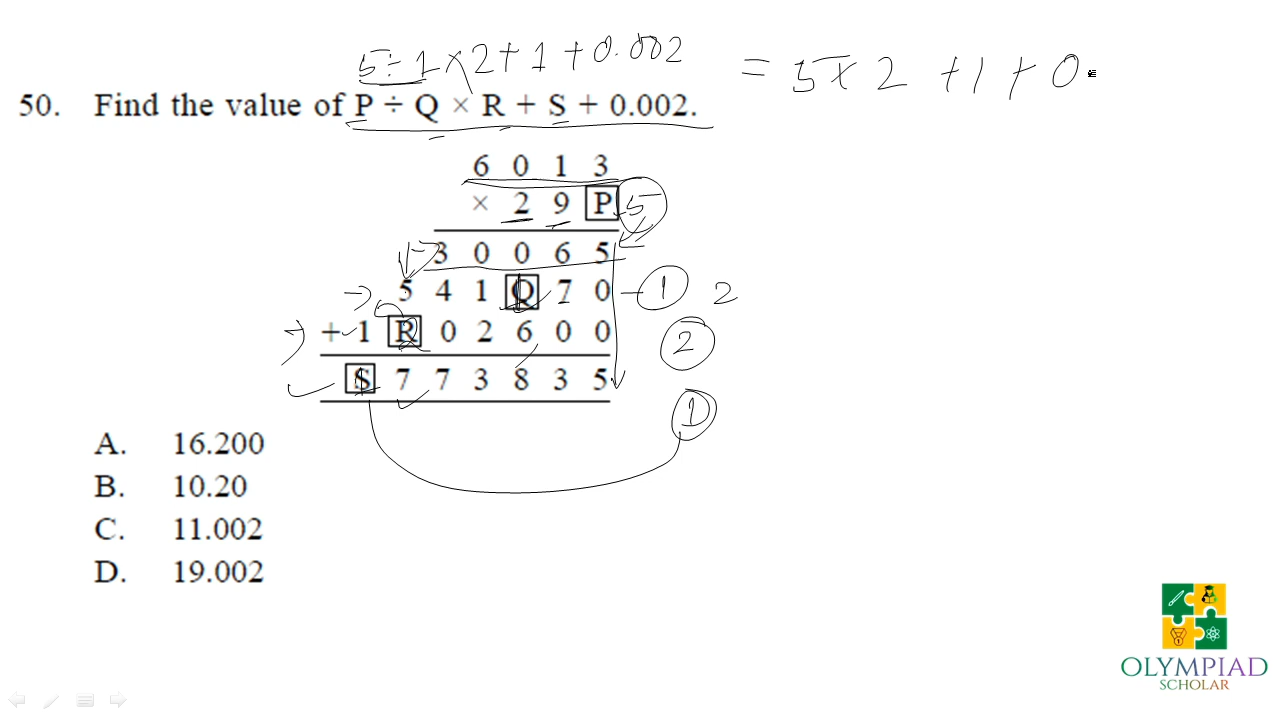 5 ÷ 1 × 2 + 1 + 0.002 = 5 × 2 + 1 + 0.
50. Find the value of P ÷ Q × R + S + 0.002.
6 0 1 3
× 2 9 P 5
3 0 0 6 5
5 4 1 Q 7 0 1 2
+ 1 R 0 2 6 0 0 2
S 7 7 3 8 3 5
1
A. 16.200
B. 10.20
C. 11.002
D. 19.002
OLYMPIAD
SCHOLAR